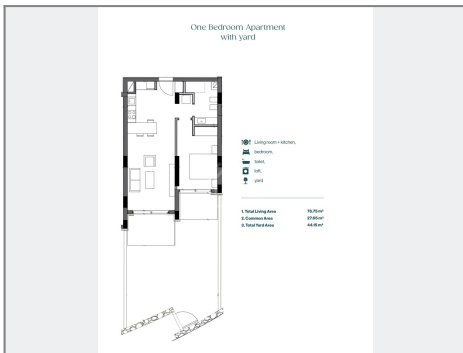 One Bedroom Apartment
with yard
Living room + kitchen,
bedroom,
toilet,
loft,
yard
1. Total Living Area 76,75 m²
2. Common Area 27.60 m²
3. Total Yard Area 44.15 m²